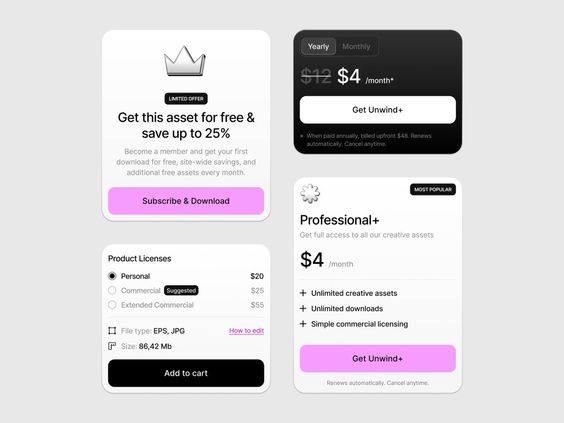 LIMITED OFFER
Get this asset for free &
save up to 25%
Become a member and get your first
download for free, site-wide savings, and
additional free assets every month.
Subscribe & Download
Product Licenses
Personal $20
Commercial Suggested $25
Extended Commercial $55
File type: EPS, JPG How to edit
Size: 86,42 Mb
Add to cart
Yearly Monthly
$12 $4 /month*
Get Unwind+
* When paid annually, billed upfront $48. Renews
automatically. Cancel anytime.
MOST POPULAR
Professional+
Get full access to all our creative assets
$4 /month
Unlimited creative assets
Unlimited downloads
Simple commercial licensing
Get Unwind+
Renews automatically. Cancel anytime.